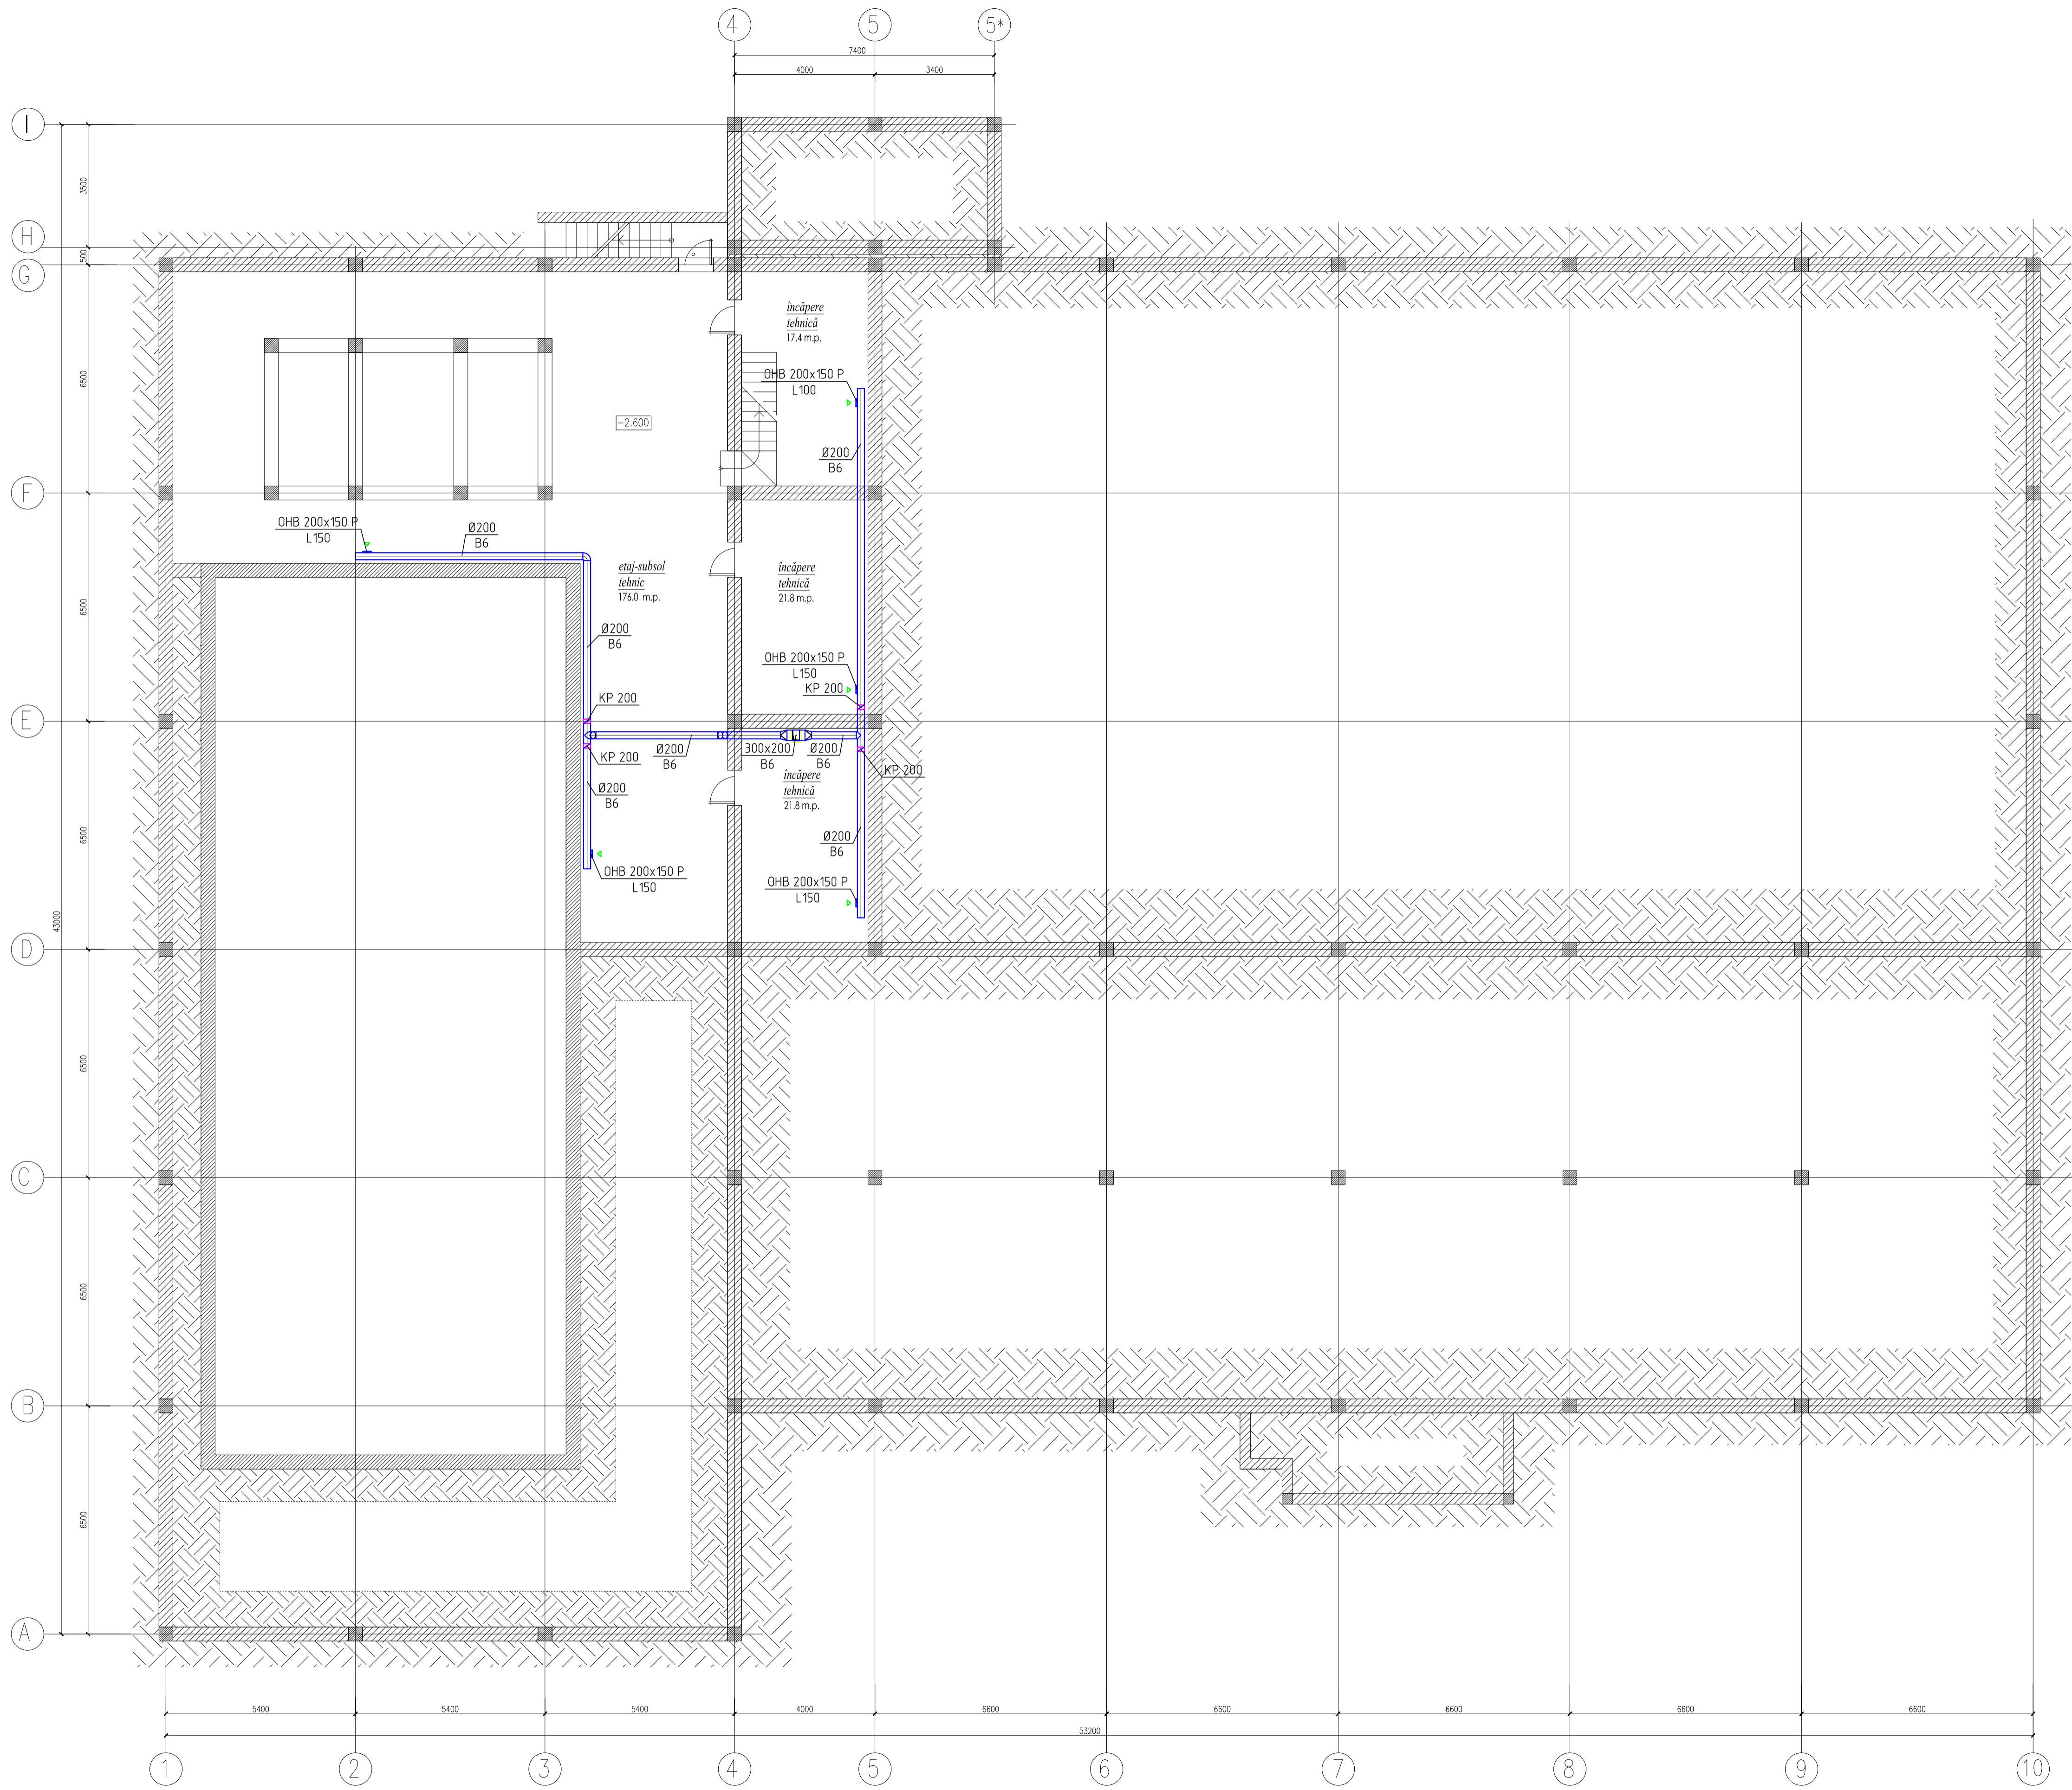 4
5
5*
7400
4000
3400
I
3500
H
500
G
încăpere
tehnică
17.4 m.p.
6500
OHB 200x150 P
L100
-2.600
Ø200
B6
F
OHB 200x150 P
L150
Ø200
B6
etaj-subsol
tehnic
176.0 m.p.
încăpere
tehnică
21.8 m.p.
6500
Ø200
B6
OHB 200x150 P
L150
KP 200
KP 200
E
Ø200
B6
300x200
B6
Ø200
B6
KP 200
KP 200
încăpere
tehnică
21.8 m.p.
Ø200
B6
6500
Ø200
B6
OHB 200x150 P
L150
OHB 200x150 P
L150
43000
D
6500
C
6500
B
6500
A
5400
5400
5400
4000
6600
6600
6600
6600
6600
53200
1
2
3
4
5
6
7
8
9
10